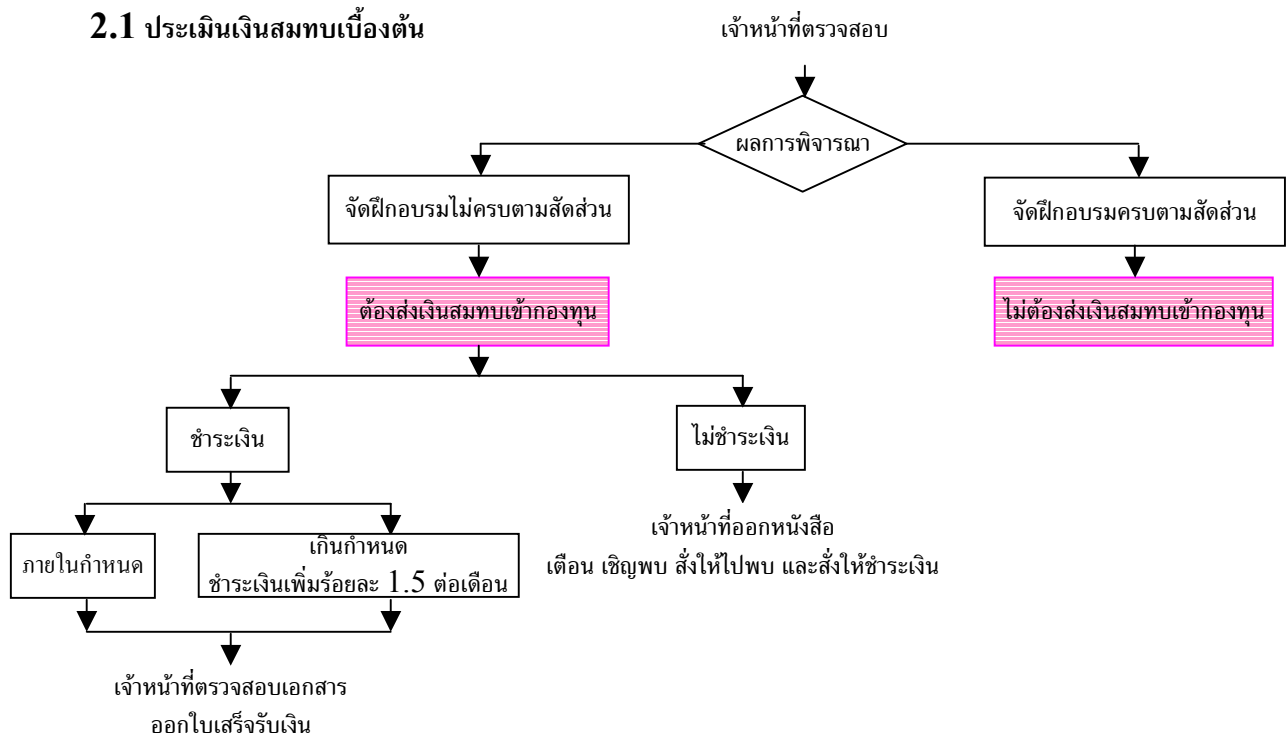 2.1 ประเมินเงินสมทบเบื้องต้น
เจ้าหน้าที่ตรวจสอบ
ผลการพิจารณา
จัดฝึกอบรมไม่ครบตามสัดส่วน
จัดฝึกอบรมครบตามสัดส่วน
ต้องส่งเงินสมทบเข้ากองทุน
ไม่ต้องส่งเงินสมทบเข้ากองทุน
ชำระเงิน
ไม่ชำระเงิน
ภายในกำหนด
เกินกำหนด
ชำระเงินเพิ่มร้อยละ 1.5 ต่อเดือน
เจ้าหน้าที่ออกหนังสือ
เตือน เชิญพบ สั่งให้ไปพบ และสั่งให้ชำระเงิน
เจ้าหน้าที่ตรวจสอบเอกสาร
ออกใบเสร็จรับเงิน